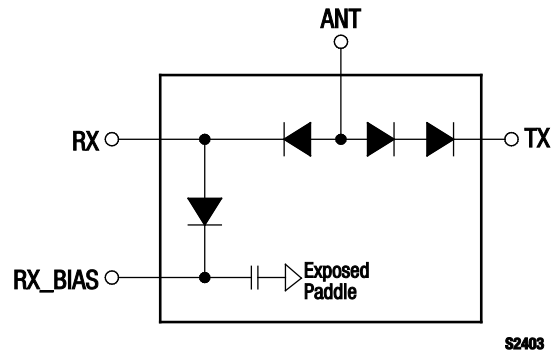 ANT
RX
TX
RX_BIAS
Exposed
Paddle
S2403